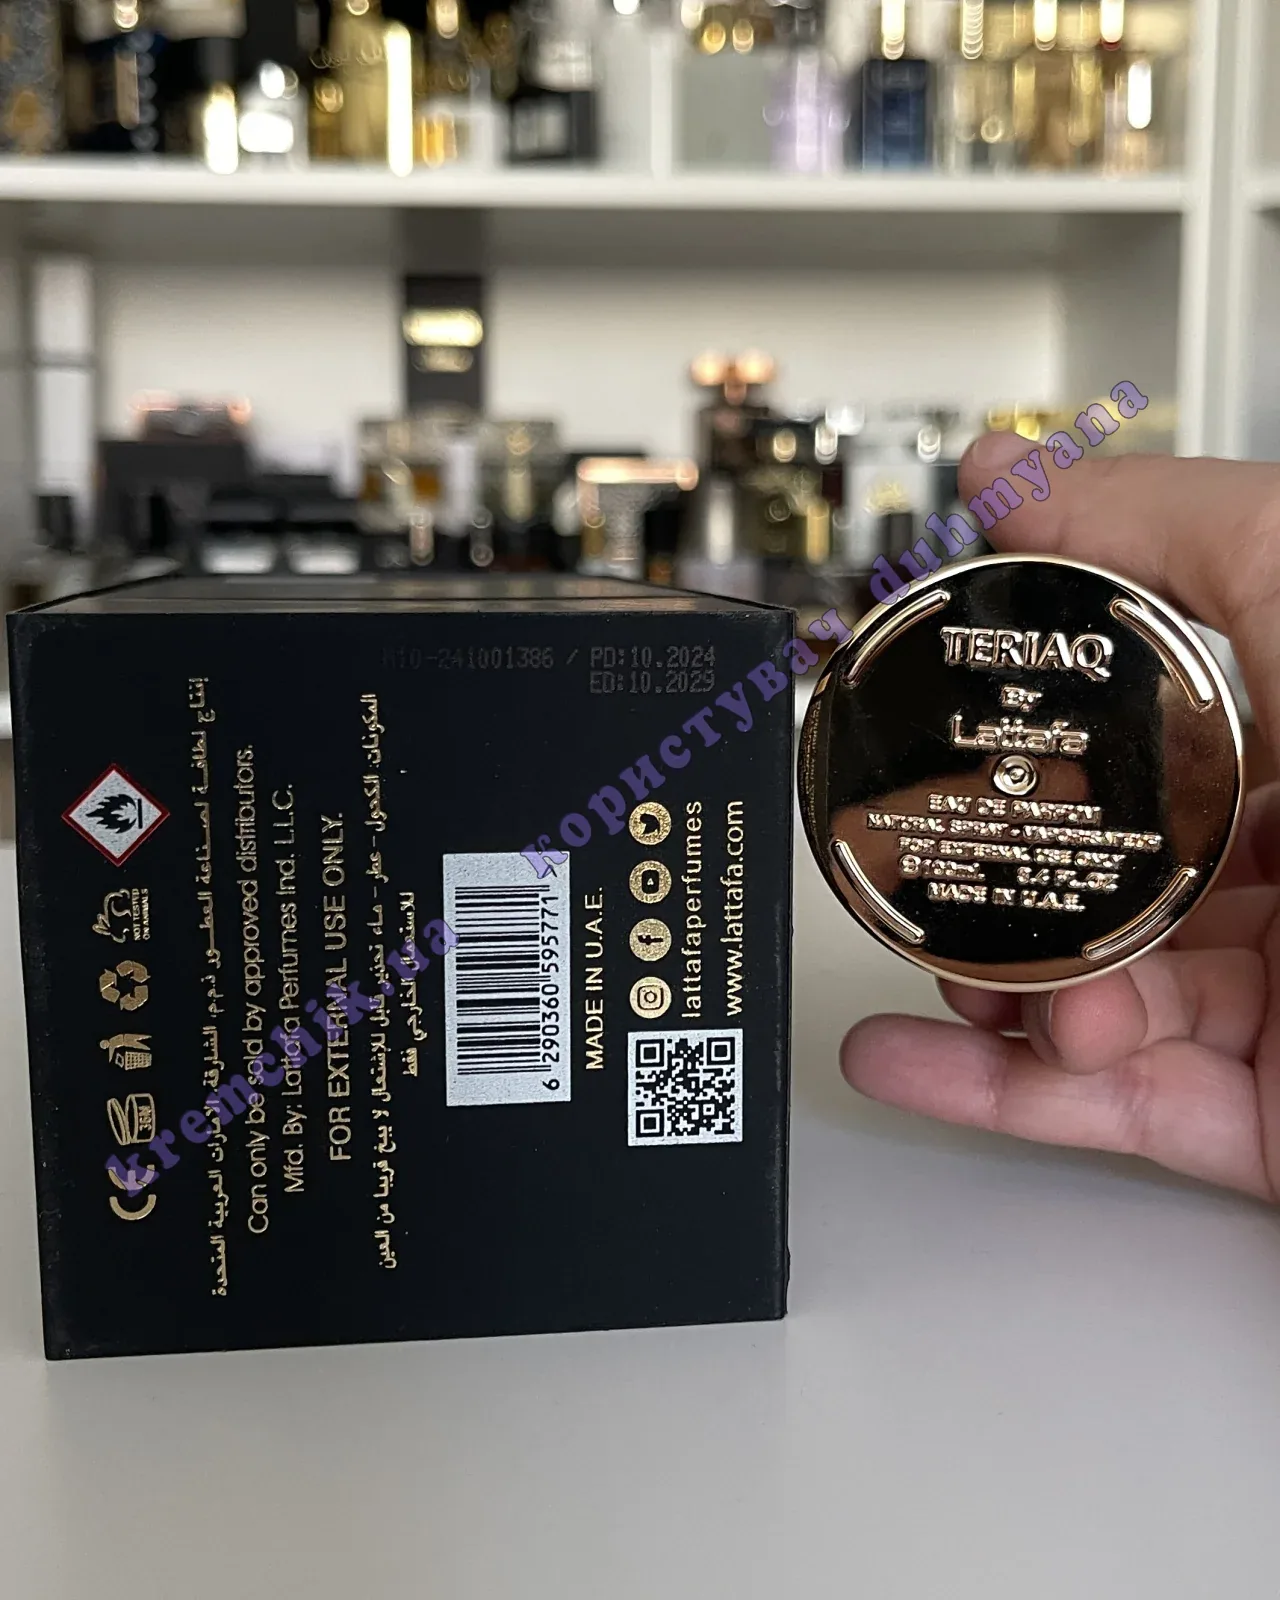 M10-241001386 / PD:10.2024
ED:10.2029
إنتاج لطافة لصناعة العطور ذ.م.م. الشارقة، الإمارات العربية المتحدة
Can only be sold by approved distributors.
Mfd. By: Lattafa Perfumes Ind. L.L.C.
FOR EXTERNAL USE ONLY.
المكونات: الكحول - عطر - ماء تحذير: قابل للاشتعال لا يبخ قريبا من العين
للاستعمال الخارجي فقط
6 290360 595771 >
MADE IN U.A.E.
lattafaperfumes
www.lattafa.com
CE
36M
NOT TESTED
ON ANIMALS
TERIAQ
By
Lattafa
EAU DE PARFUM
NATURAL SPRAY - VAPORISATEUR
FOR EXTERNAL USE ONLY
℮100mL 3.4 FL.OZ
MADE IN U.A.E.
kremchik.ua користувач duhmyana